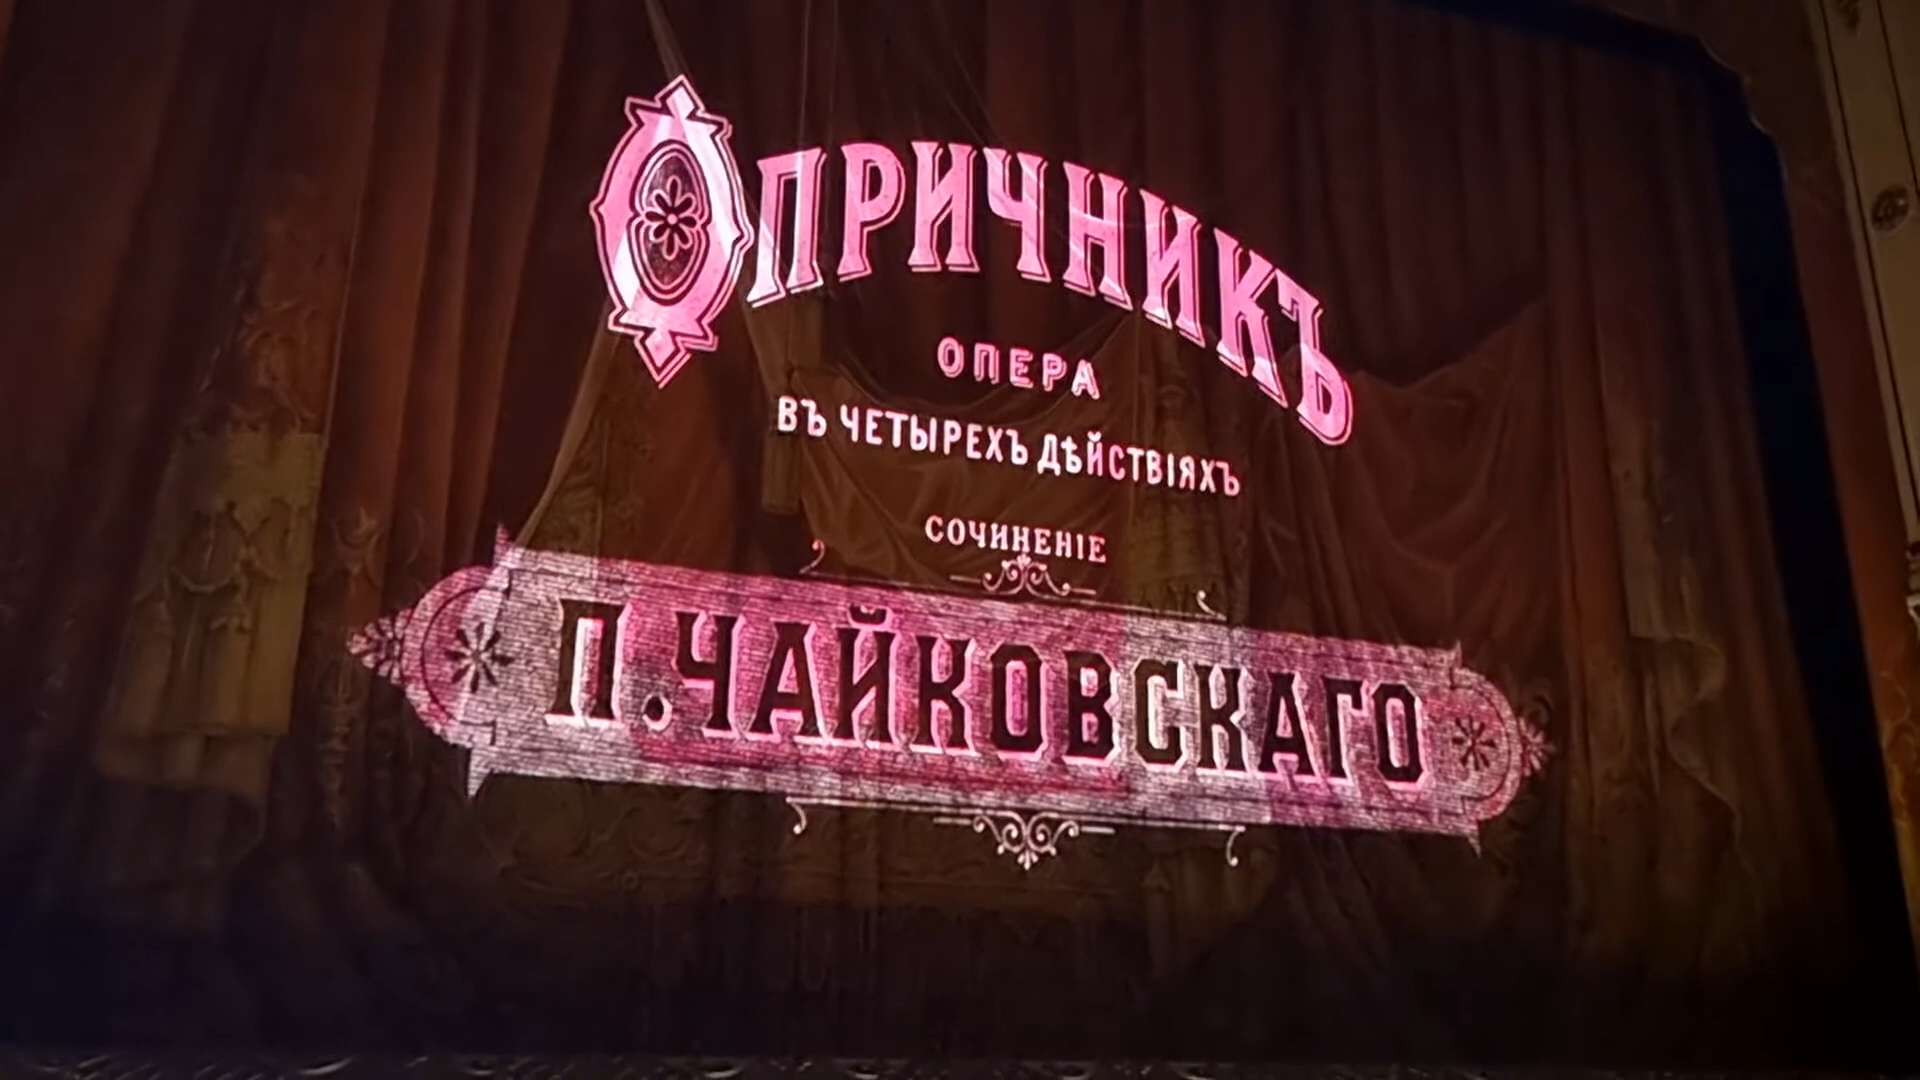 Опричникъ
ОПЕРА
ВЪ ЧЕТЫРЕХЪ ДѢЙСТВІЯХЪ
СОЧИНЕНІЕ
П. ЧАЙКОВСКАГО